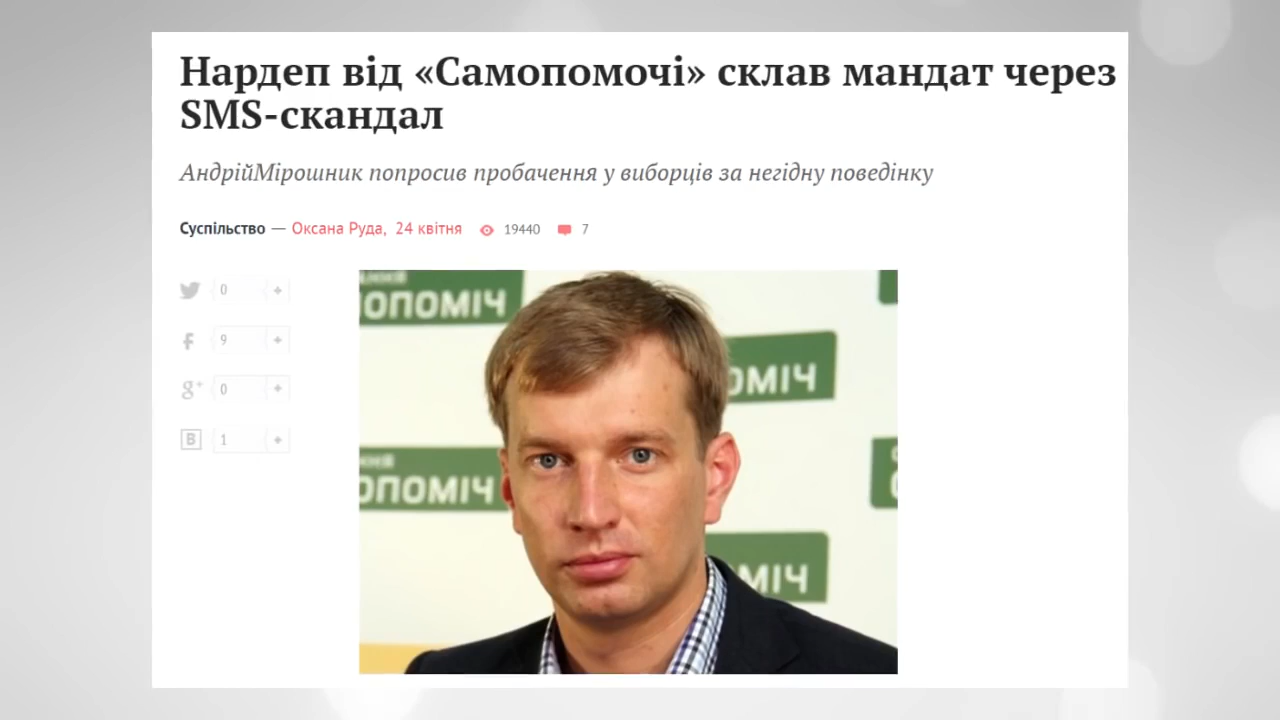 Нардеп від «Самопомочі» склав мандат через
SMS-скандал
АндрійМірошник попросив пробачення у виборців за негідну поведінку
Суспільство — Оксана Руда, 24 квітня 19440 7
0 +
9 +
g+ 0 +
B 1 +
ОПОМІЧ
ОМІЧ
ОПОМІЧ
МІЧ